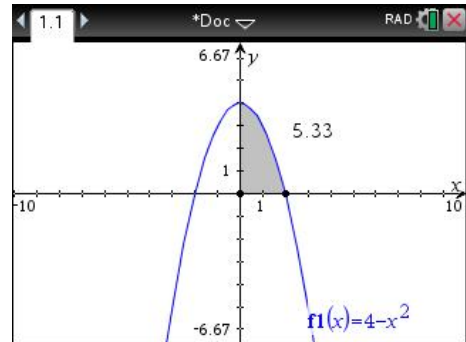 1.1 *Doc RAD
6.67 y
5.33
1
x
-10 1 10
f1(x)=4-x²
-6.67